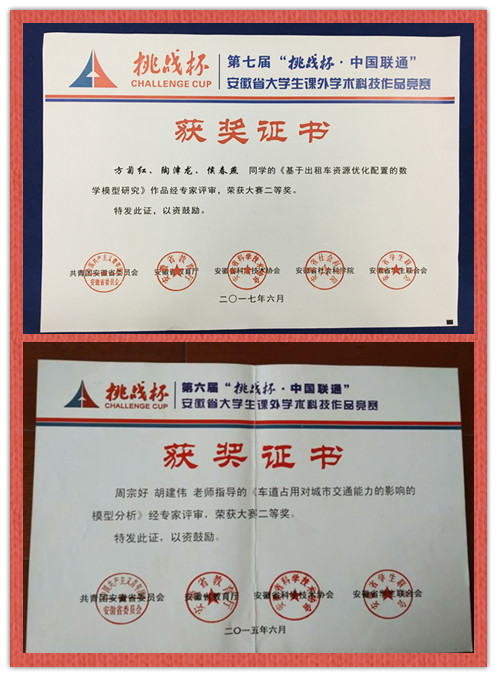 挑战杯
CHALLENGE CUP
第七届“挑战杯·中国联通”
安徽省大学生课外学术科技作品竞赛
获奖证书
方菊红、陶津龙、侯春燕 同学的《基于出租车资源优化配置的数
学模型研究》作品经专家评审，荣获大赛二等奖。
特发此证，以资鼓励。
共青团安徽省委员会 安徽省教育厅 安徽省科学技术协会 安徽省社会科学院 安徽省学生联合会
二〇一七年六月
挑战杯
CHALLENGE CUP
第六届“挑战杯·中国联通”
安徽省大学生课外学术科技作品竞赛
获奖证书
周宗好 胡建伟 老师指导的《车道占用对城市交通能力的影响的
模型分析》经专家评审，荣获大赛二等奖。
特发此证，以资鼓励。
共青团安徽省委员会 安徽省教育厅 安徽省科学技术协会 安徽省学生联合会
二〇一五年六月